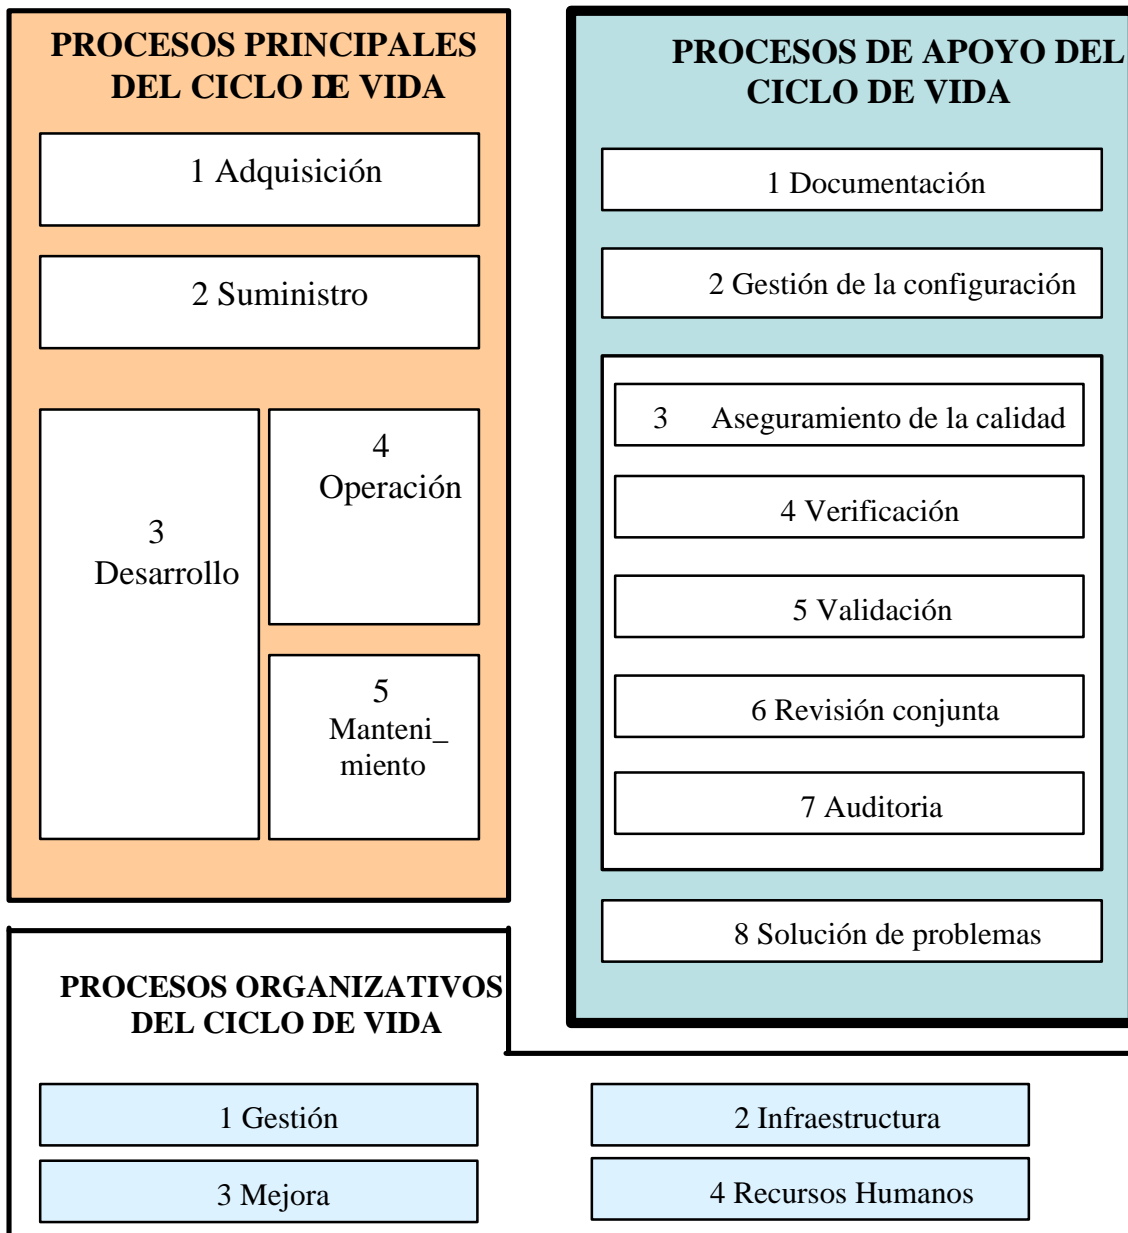 PROCESOS PRINCIPALES
DEL CICLO DE VIDA
1 Adquisición
2 Suministro
3
Desarrollo
4
Operación
5
Manteni_
miento
PROCESOS DE APOYO DEL
CICLO DE VIDA
1 Documentación
2 Gestión de la configuración
3 Aseguramiento de la calidad
4 Verificación
5 Validación
6 Revisión conjunta
7 Auditoria
8 Solución de problemas
PROCESOS ORGANIZATIVOS
DEL CICLO DE VIDA
1 Gestión
2 Infraestructura
3 Mejora
4 Recursos Humanos